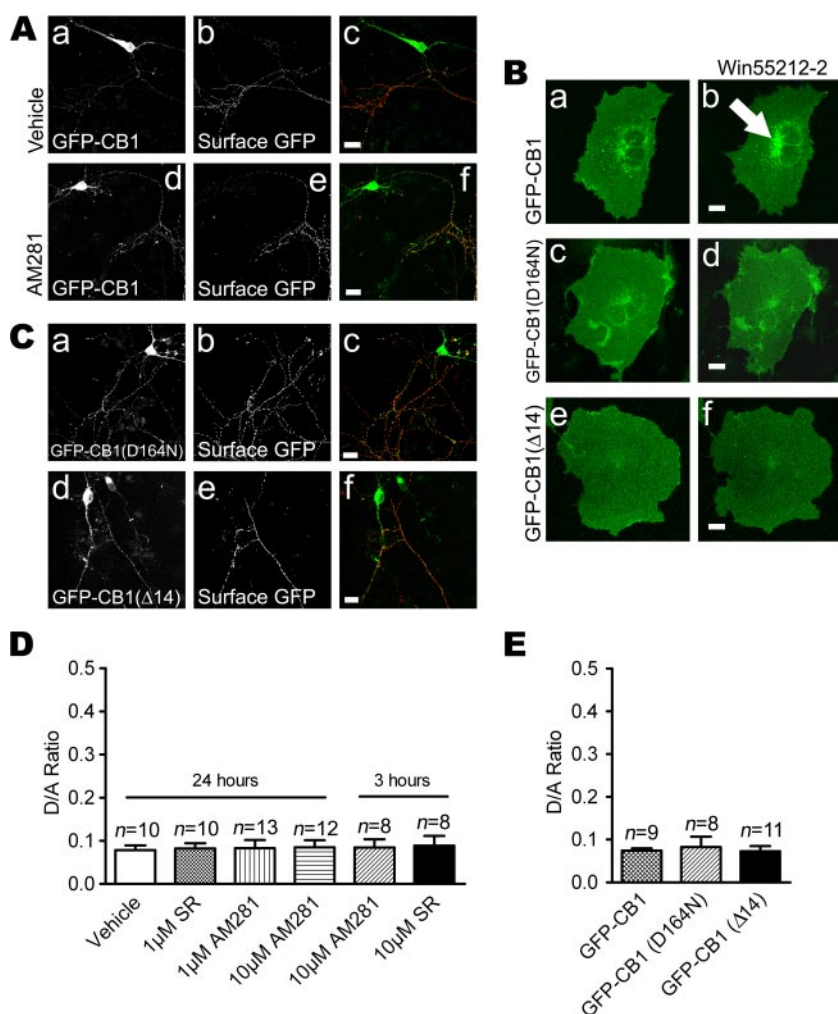 A
Vehicle
a
GFP-CB1
b
Surface GFP
c
AM281
d
GFP-CB1
e
Surface GFP
f
B
Win55212-2
GFP-CB1
a
b
GFP-CB1(D164N)
c
d
GFP-CB1(Δ14)
e
f
C
a
GFP-CB1(D164N)
b
Surface GFP
c
d
GFP-CB1(Δ14)
e
Surface GFP
f
D
D/A Ratio
0.5
0.4
0.3
0.2
0.1
0.0
24 hours
3 hours
n=10
n=10
n=13
n=12
n=8
n=8
Vehicle
1μM SR
1μM AM281
10μM AM281
10μM AM281
10μM SR
E
D/A Ratio
0.5
0.4
0.3
0.2
0.1
0.0
n=9
n=8
n=11
GFP-CB1
GFP-CB1 (D164N)
GFP-CB1 (Δ14)